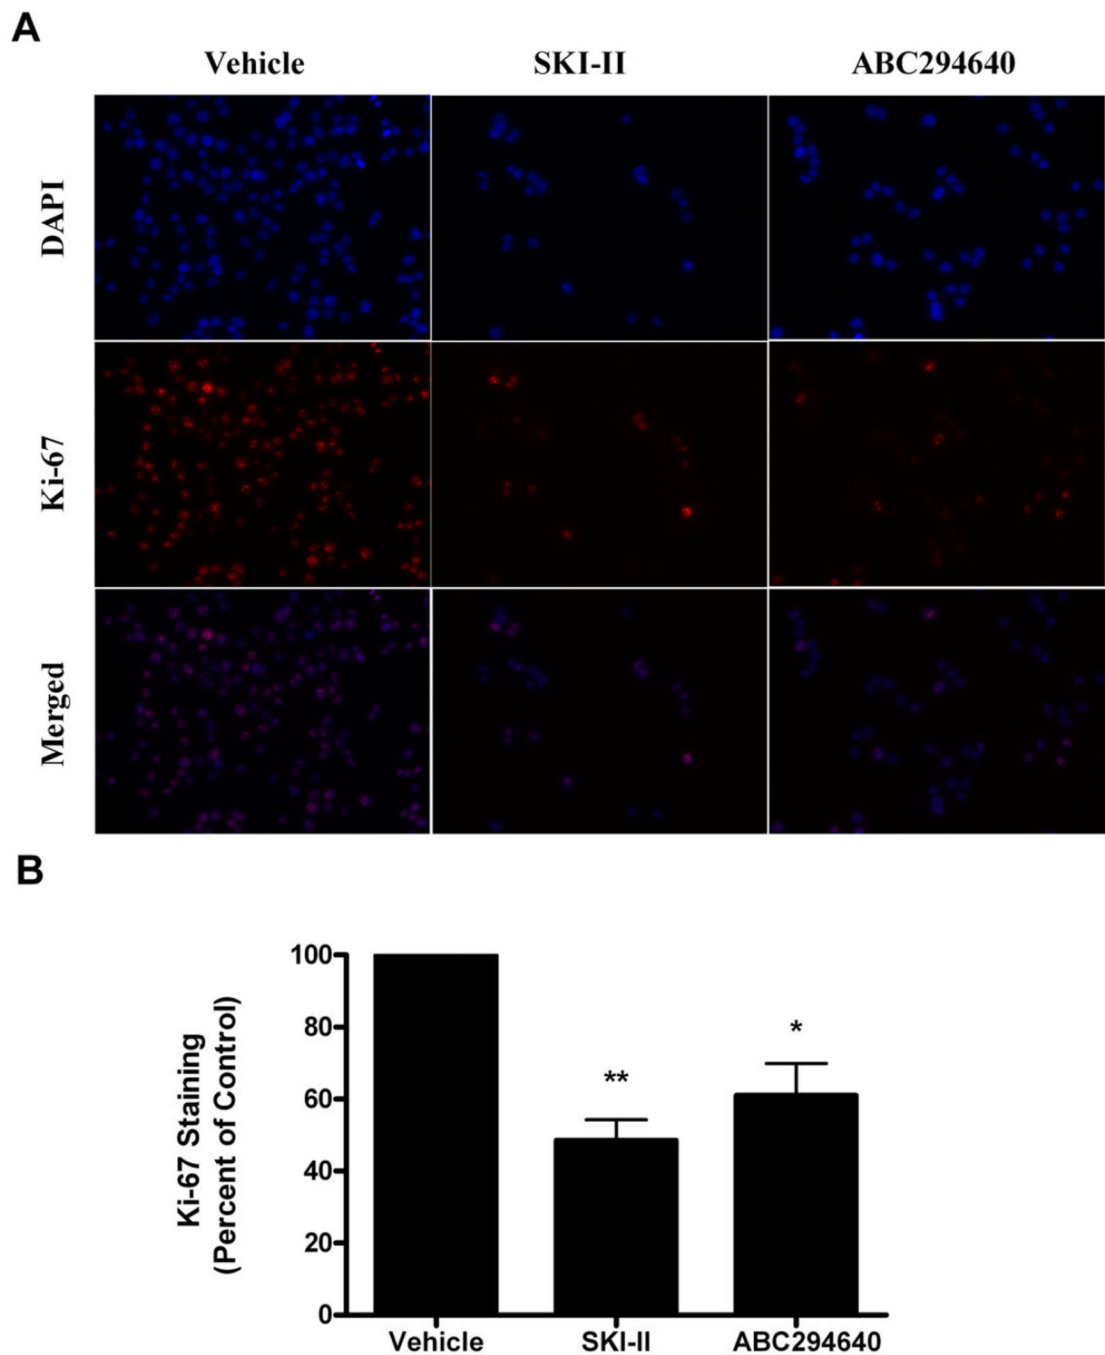 A
Vehicle SKI-II ABC294640
DAPI
Ki-67
Merged
B
Ki-67 Staining
(Percent of Control)
100
80
60
40
20
0
**
*
Vehicle SKI-II ABC294640